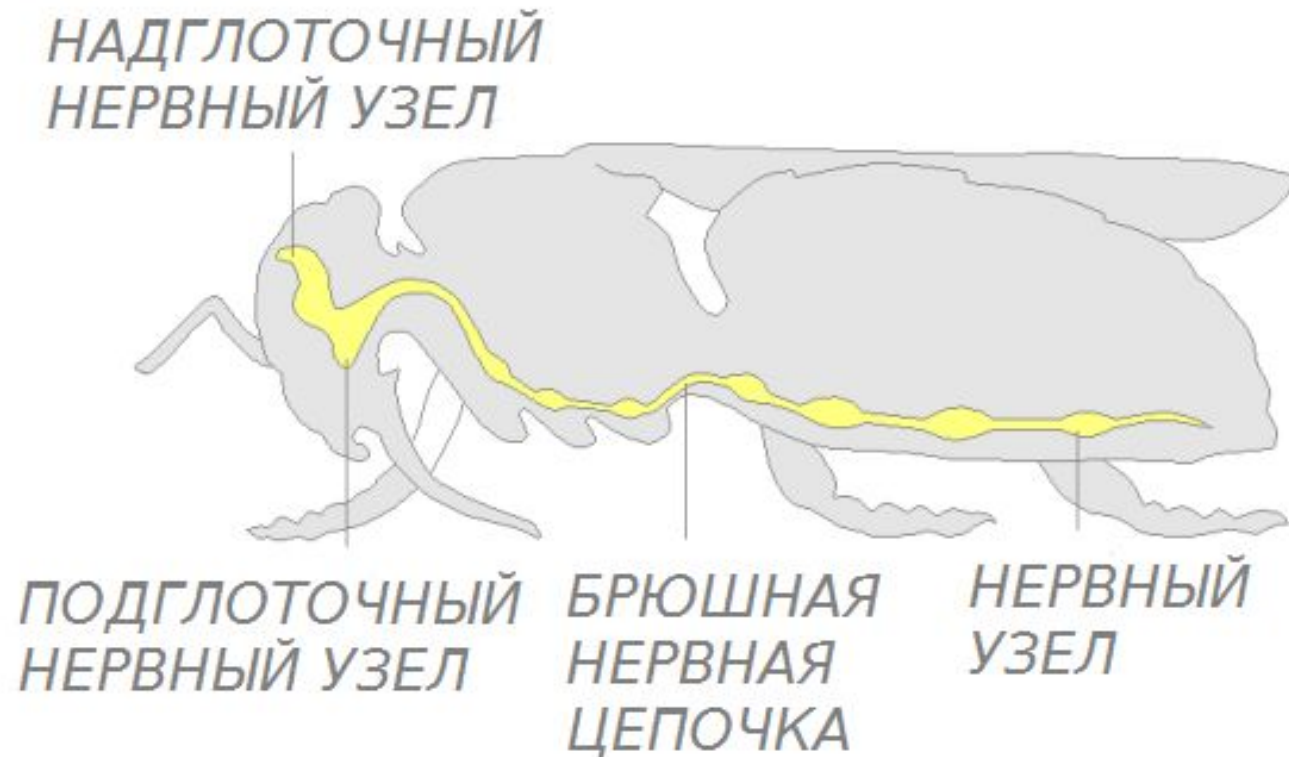 НАДГЛОТОЧНЫЙ
НЕРВНЫЙ УЗЕЛ
ПОДГЛОТОЧНЫЙ
НЕРВНЫЙ УЗЕЛ
БРЮШНАЯ
НЕРВНАЯ
ЦЕПОЧКА
НЕРВНЫЙ
УЗЕЛ